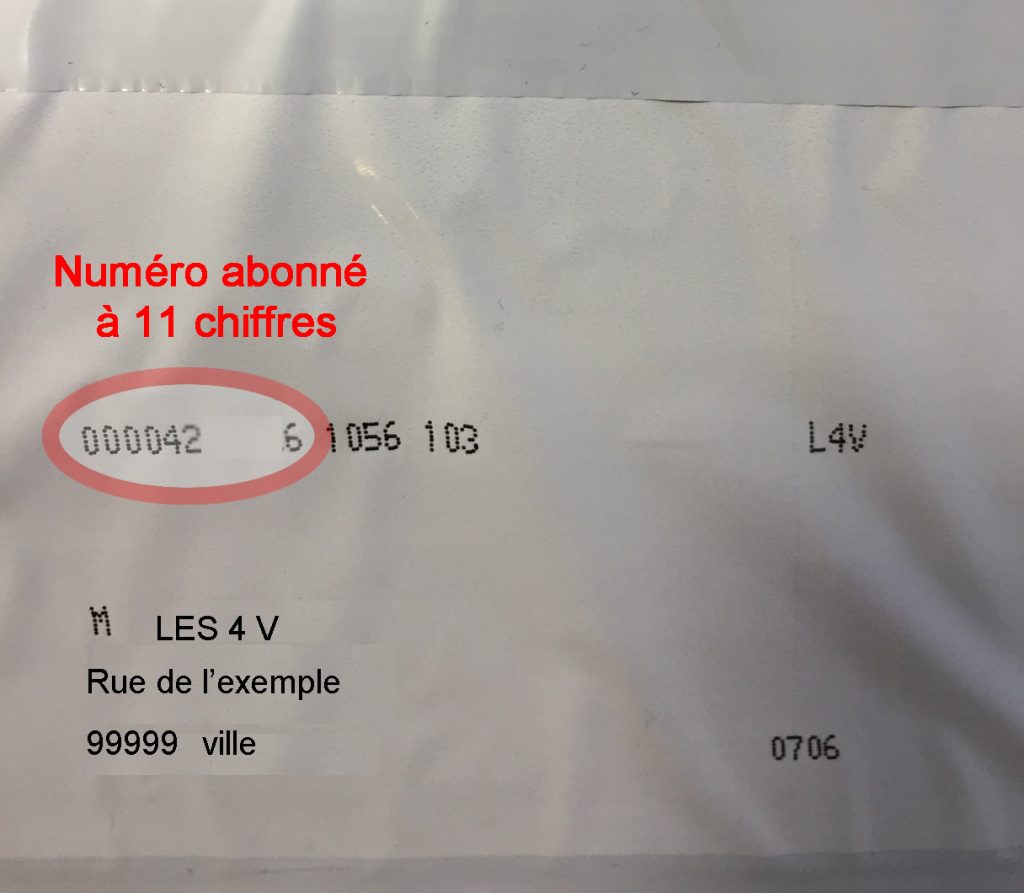 Numéro abonné
à 11 chiffres
000042 6 1056 103 L4V
M LES 4 V
Rue de l’exemple
99999 ville
0706